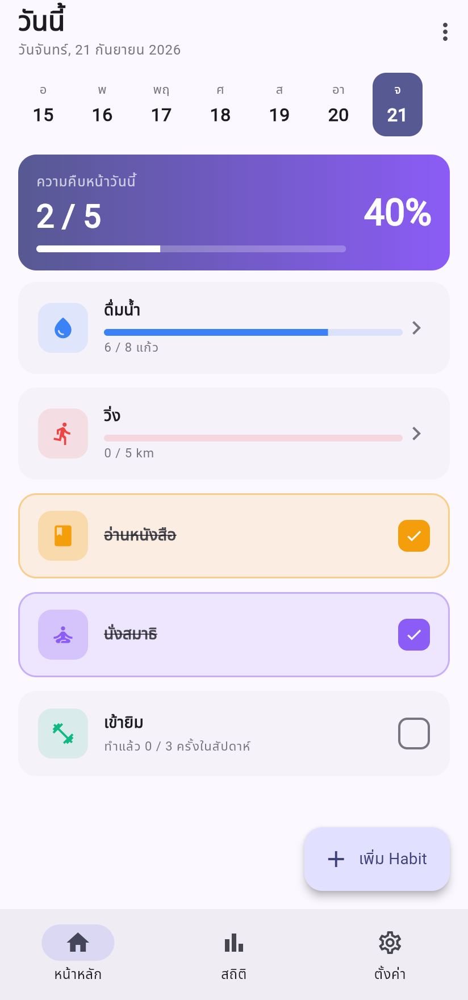 วันนี้
วันจันทร์, 21 กันยายน 2026
อ พ พฤ ศ ส อา จ
15 16 17 18 19 20 21
ความคืบหน้าวันนี้
2 / 5
40%
ดื่มน้ำ
6 / 8 แก้ว
วิ่ง
0 / 5 km
อ่านหนังสือ
นั่งสมาธิ
เข้ายิม
ทำแล้ว 0 / 3 ครั้งในสัปดาห์
เพิ่ม Habit
หน้าหลัก สถิติ ตั้งค่า